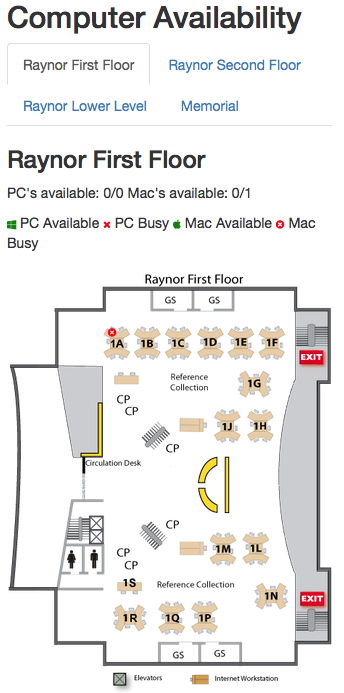 Computer Availability
Raynor First Floor
Raynor Second Floor
Raynor Lower Level
Memorial
Raynor First Floor
PC's available: 0/0 Mac's available: 0/1
PC Available PC Busy Mac Available Mac
Busy
Raynor First Floor
GS GS
1A 1B 1C 1D 1E 1F
EXIT
Reference
Collection
1G
CP
CP
1J 1H
CP
Circulation Desk
CP
1M 1L
CP
CP
1S
Reference Collection
1N
EXIT
1R 1Q 1P
GS GS
Elevators
Internet Workstation